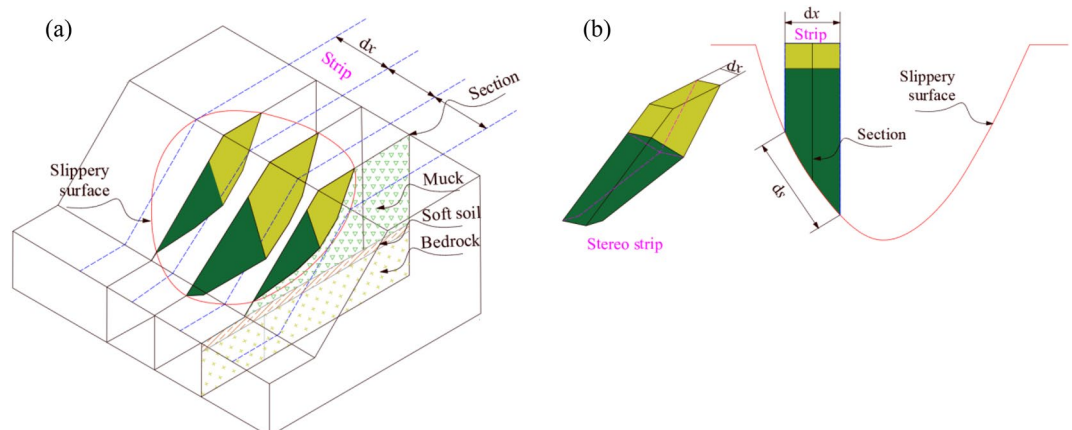 (a)
dx
Strip
Section
Slippery
surface
Muck
Soft soil
Bedrock
(b)
dx
Strip
dx
Slippery
surface
Section
ds
Stereo strip